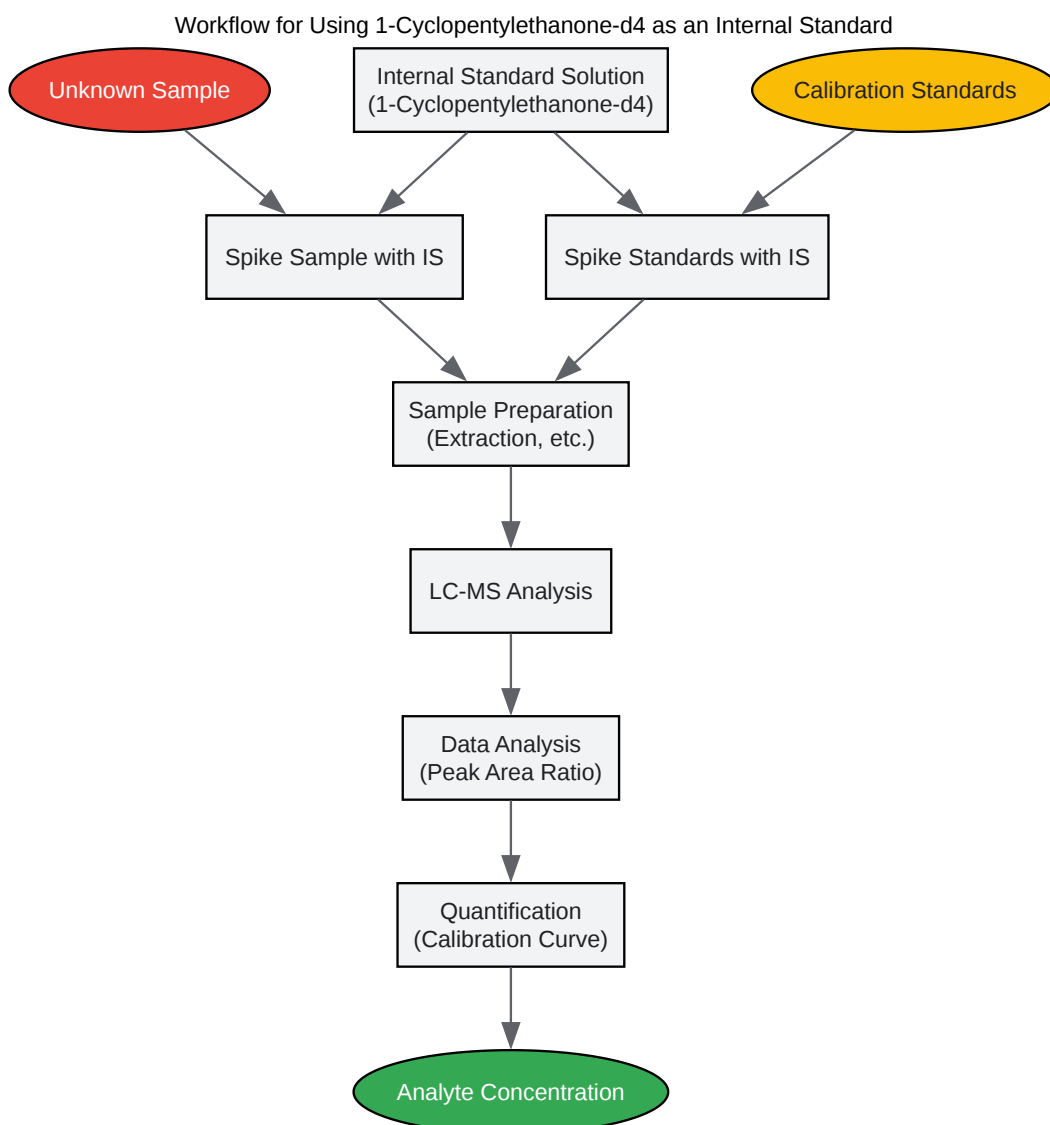 Workflow for Using 1-Cyclopentylethanone-d4 as an Internal Standard
Unknown Sample
Internal Standard Solution
(1-Cyclopentylethanone-d4)
Calibration Standards
Spike Sample with IS
Spike Standards with IS
Sample Preparation
(Extraction, etc.)
LC-MS Analysis
Data Analysis
(Peak Area Ratio)
Quantification
(Calibration Curve)
Analyte Concentration